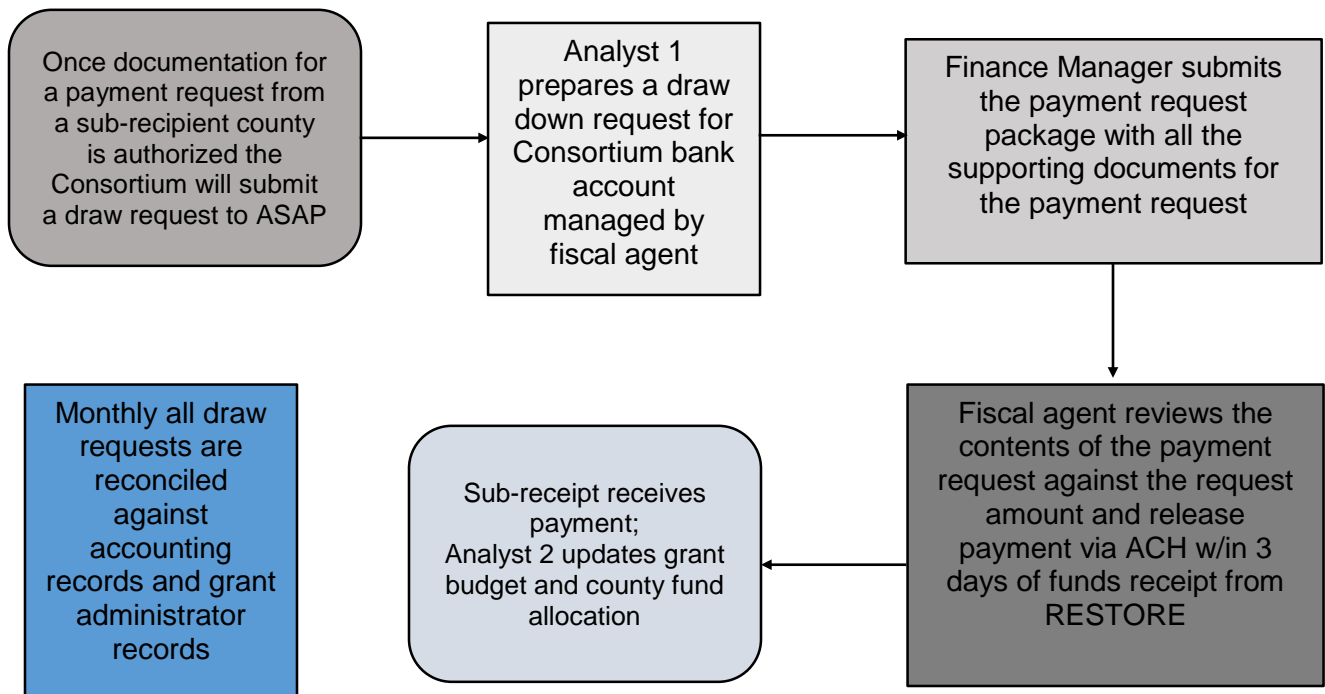 Once documentation for
a payment request from
a sub-recipient county
is authorized the
Consortium will submit
a draw request to ASAP
Analyst 1
prepares a draw
down request for
Consortium bank
account
managed by
fiscal agent
Finance Manager submits
the payment request
package with all the
supporting documents for
the payment request
Fiscal agent reviews the
contents of the payment
request against the request
amount and release
payment via ACH w/in 3
days of funds receipt from
RESTORE
Sub-receipt receives
payment;
Analyst 2 updates grant
budget and county fund
allocation
Monthly all draw
requests are
reconciled
against
accounting
records and grant
administrator
records